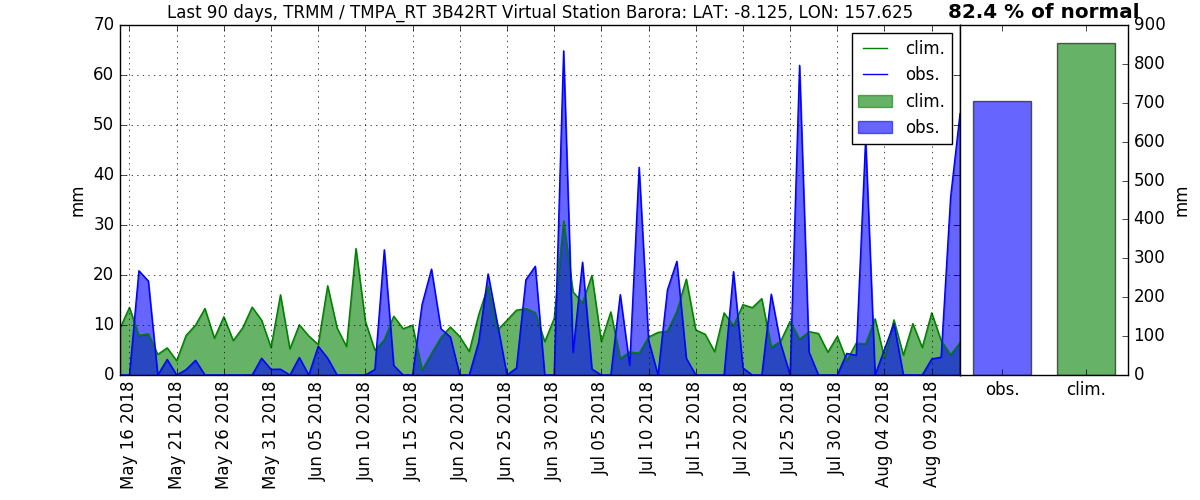 Last 90 days, TRMM / TMPA_RT 3B42RT Virtual Station Barora: LAT: -8.125, LON: 157.625
82.4 % of normal
70
60
50
40
30
20
10
0
mm
clim.
obs.
clim.
obs.
900
800
700
600
500
400
300
200
100
0
mm
obs.
clim.
May 16 2018
May 21 2018
May 26 2018
May 31 2018
Jun 05 2018
Jun 10 2018
Jun 15 2018
Jun 20 2018
Jun 25 2018
Jun 30 2018
Jul 05 2018
Jul 10 2018
Jul 15 2018
Jul 20 2018
Jul 25 2018
Jul 30 2018
Aug 04 2018
Aug 09 2018